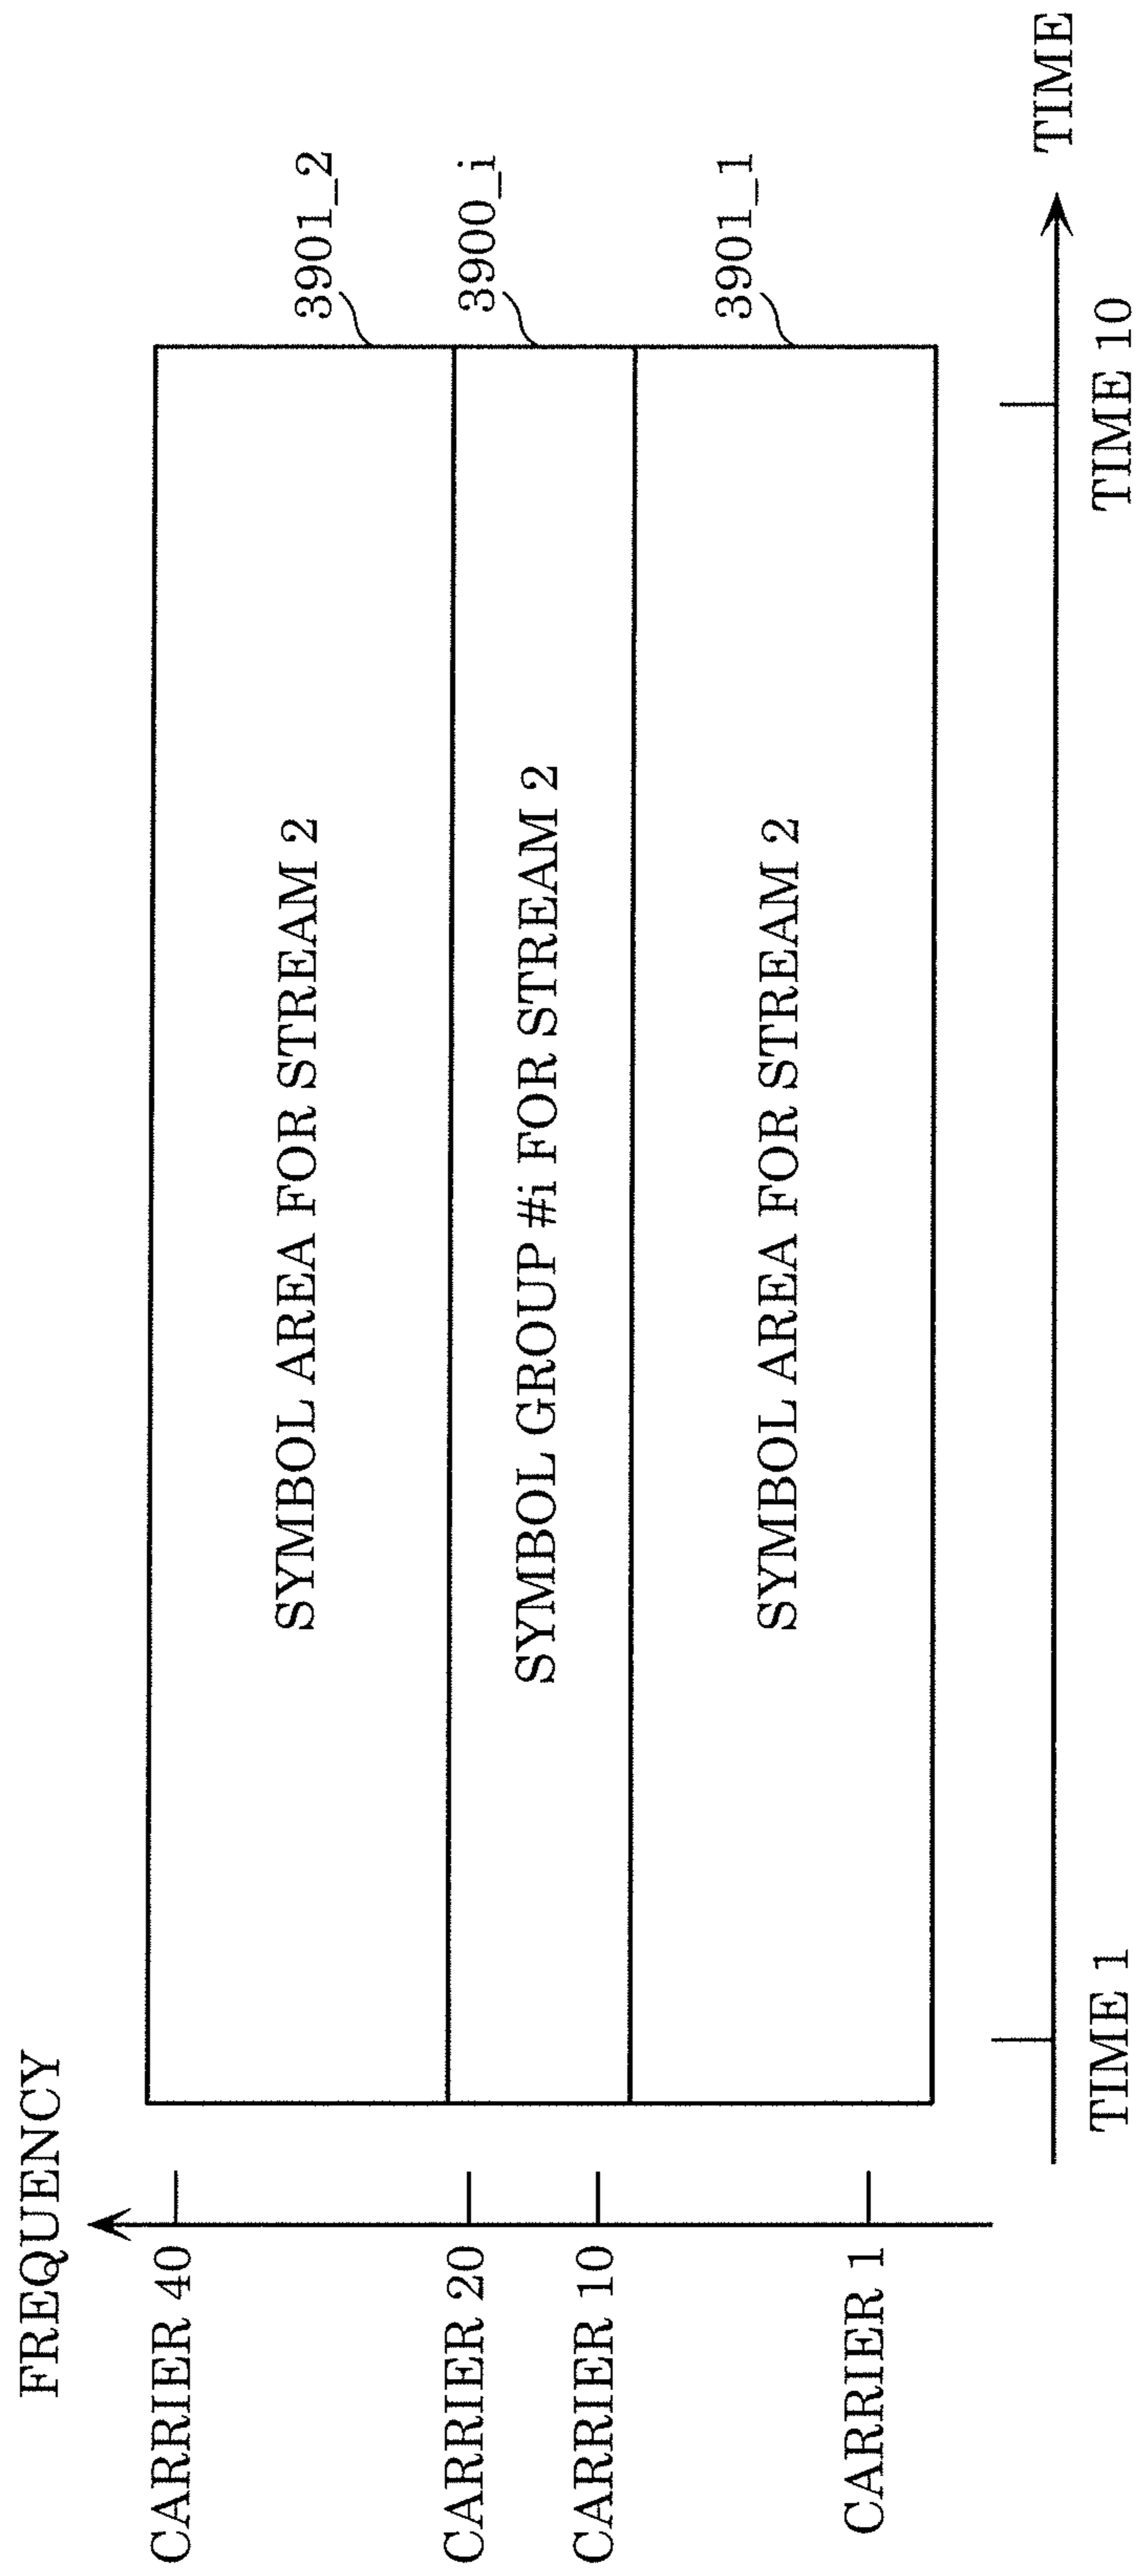 FREQUENCY
CARRIER 40
CARRIER 20
CARRIER 10
CARRIER 1
SYMBOL AREA FOR STREAM 2
3901_2
SYMBOL GROUP #i FOR STREAM 2
3900_i
SYMBOL AREA FOR STREAM 2
3901_1
TIME 1
TIME 10
TIME